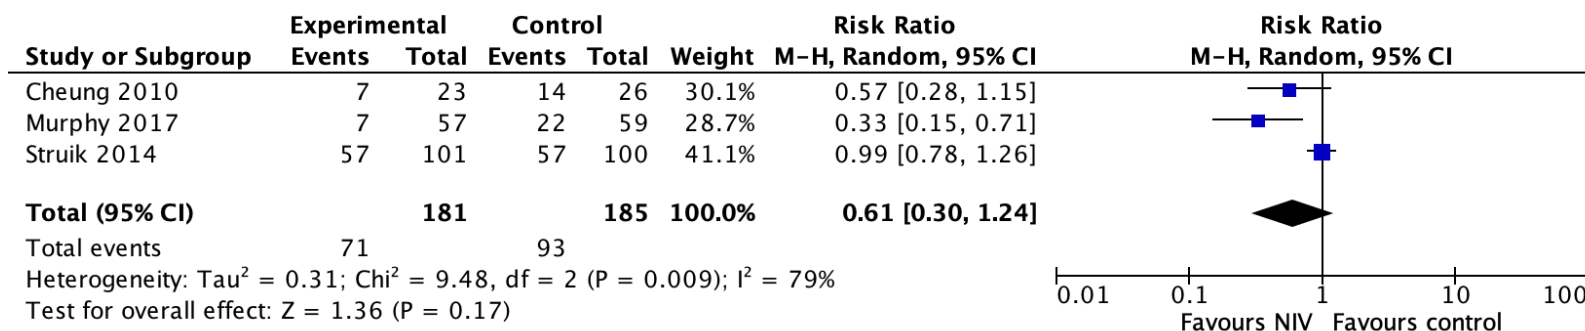 Experimental Control Risk Ratio Risk Ratio
Study or Subgroup Events Total Events Total Weight M-H, Random, 95% CI M-H, Random, 95% CI
Cheung 2010 7 23 14 26 30.1% 0.57 [0.28, 1.15]
Murphy 2017 7 57 22 59 28.7% 0.33 [0.15, 0.71]
Struik 2014 57 101 57 100 41.1% 0.99 [0.78, 1.26]
Total (95% CI) 181 185 100.0% 0.61 [0.30, 1.24]
Total events 71 93
Heterogeneity: Tau² = 0.31; Chi² = 9.48, df = 2 (P = 0.009); I² = 79%
Test for overall effect: Z = 1.36 (P = 0.17)
0.01 0.1 1 10 100
Favours NIV Favours control